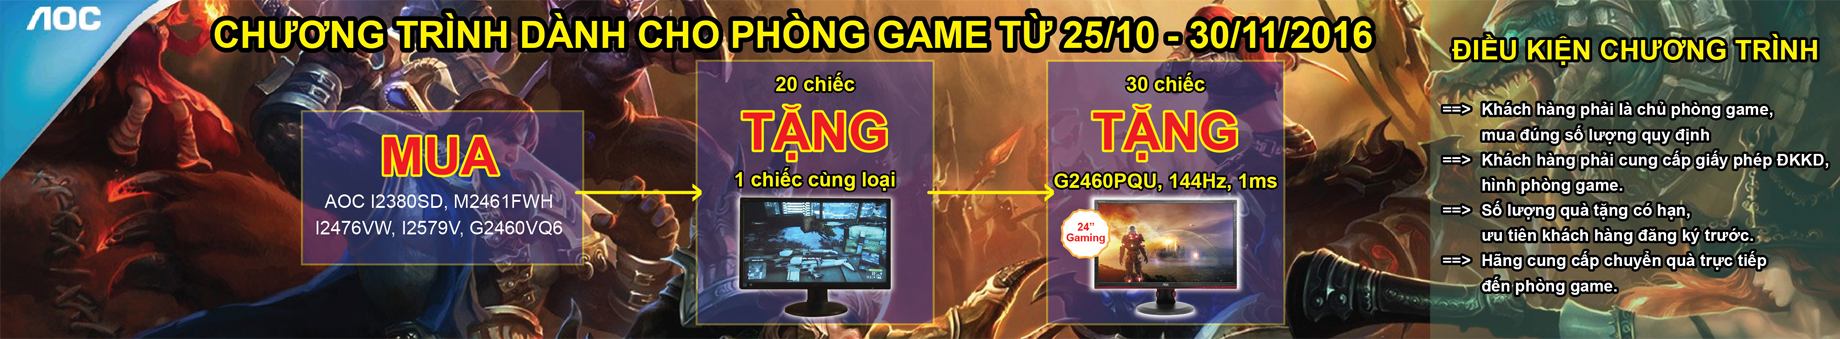 AOC
CHƯƠNG TRÌNH DÀNH CHO PHÒNG GAME TỪ 25/10 - 30/11/2016
MUA
AOC I2380SD, M2461FWH
I2476VW, I2579V, G2460VQ6
20 chiếc
TẶNG
1 chiếc cùng loại
30 chiếc
TẶNG
G2460PQU, 144Hz, 1ms
24”
Gaming
ĐIỀU KIỆN CHƯƠNG TRÌNH
==> Khách hàng phải là chủ phòng game,
mua đúng số lượng quy định
==> Khách hàng phải cung cấp giấy phép ĐKKD,
hình phòng game.
==> Số lượng quà tặng có hạn,
ưu tiên khách hàng đăng ký trước.
==> Hãng cung cấp chuyển quà trực tiếp
đến phòng game.